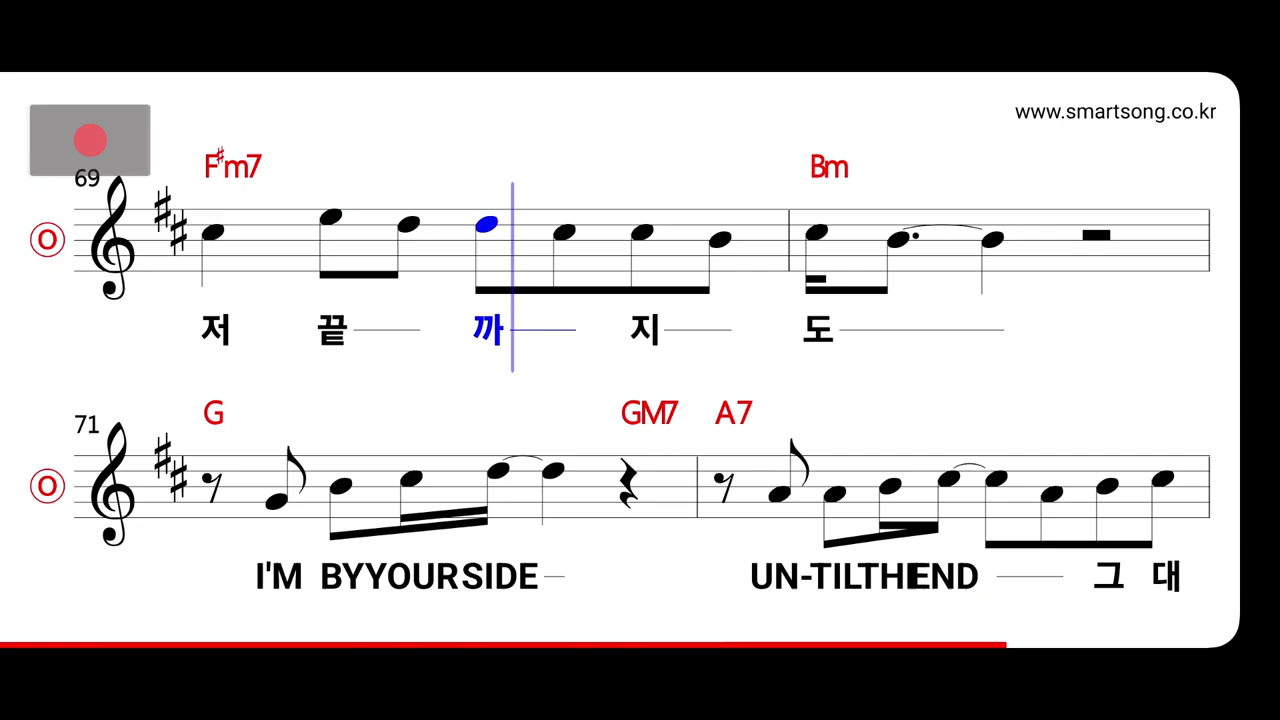 www.smartsong.co.kr
F#m7 Bm
69
O
저 끝 까 지 도
G GM7 A7
71
O
I'M BYYOURSIDE UN-TILTHEEND 그 대